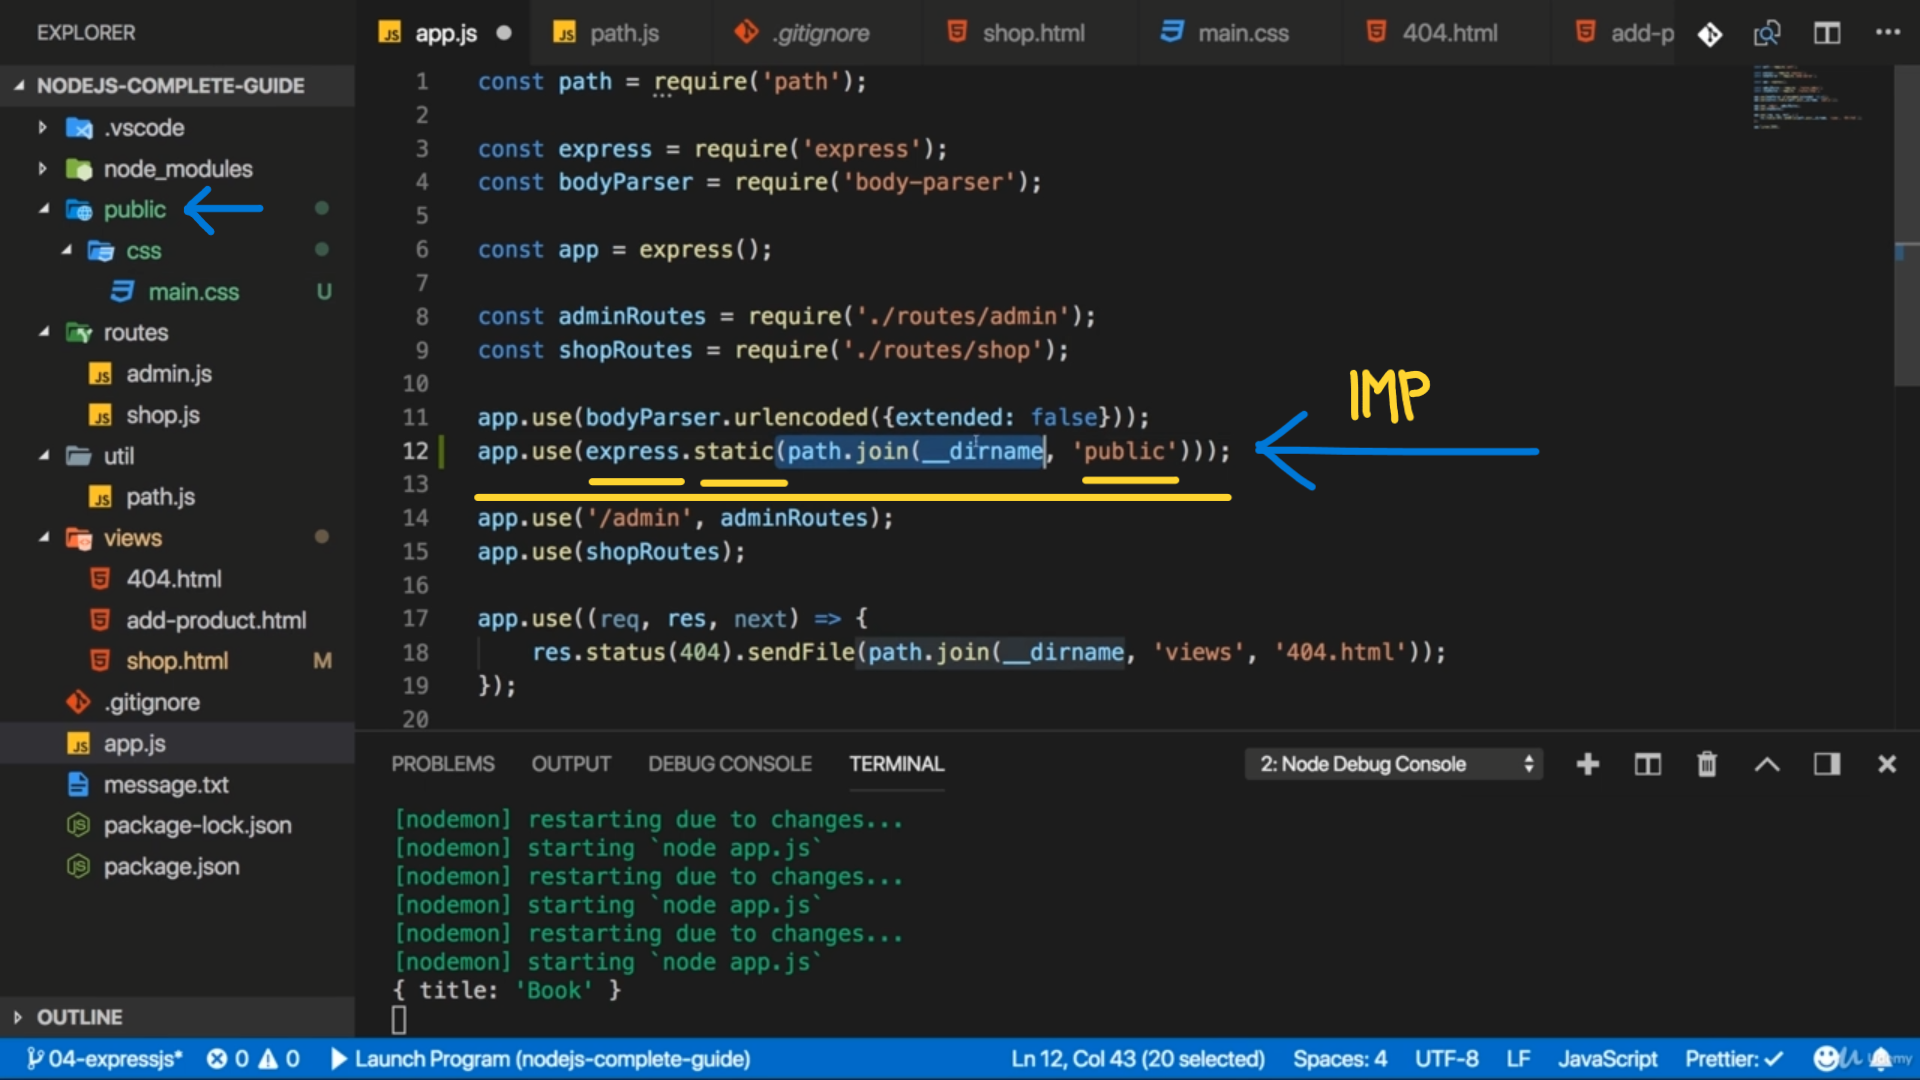 EXPLORER
NODEJS-COMPLETE-GUIDE
.vscode
node_modules
public
css
main.css U
routes
admin.js
shop.js
util
path.js
views
404.html
add-product.html
shop.html M
.gitignore
app.js
message.txt
package-lock.json
package.json
OUTLINE
app.js path.js .gitignore shop.html main.css 404.html add-p
1 const path = require('path');
2
3 const express = require('express');
4 const bodyParser = require('body-parser');
5
6 const app = express();
7
8 const adminRoutes = require('./routes/admin');
9 const shopRoutes = require('./routes/shop');
10
11 app.use(bodyParser.urlencoded({extended: false}));
12 app.use(express.static(path.join(__dirname, 'public')));
13
14 app.use('/admin', adminRoutes);
15 app.use(shopRoutes);
16
17 app.use((req, res, next) => {
18 res.status(404).sendFile(path.join(__dirname, 'views', '404.html'));
19 });
20
IMP
PROBLEMS OUTPUT DEBUG CONSOLE TERMINAL 2: Node Debug Console
[nodemon] restarting due to changes...
[nodemon] starting `node app.js`
[nodemon] restarting due to changes...
[nodemon] starting `node app.js`
[nodemon] restarting due to changes...
[nodemon] starting `node app.js`
{ title: 'Book' }
04-expressjs* 0 0 Launch Program (nodejs-complete-guide) Ln 12, Col 43 (20 selected) Spaces: 4 UTF-8 LF JavaScript Prettier: ✓